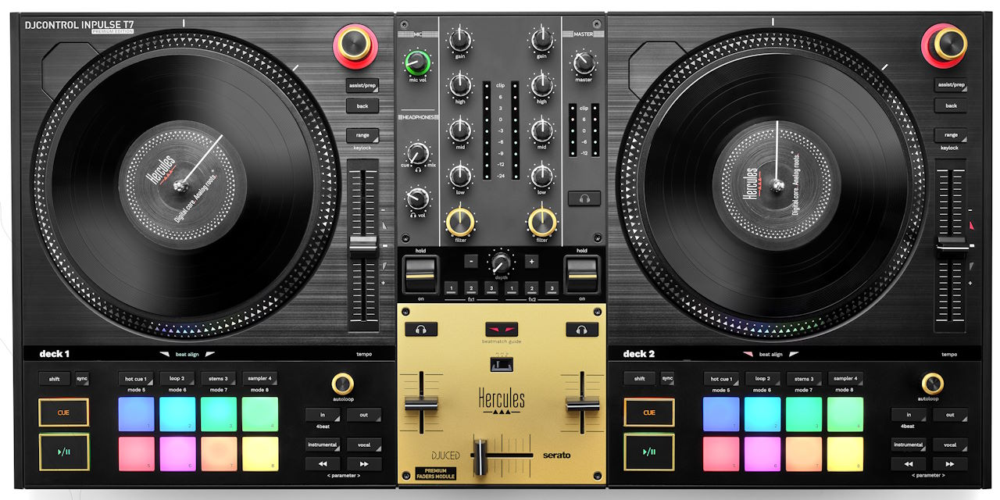 DJCONTROL INPULSE T7
PREMIUM EDITION
assist/prep
back
range
keylock
-
+
Hercules
Digital core. Analog roots.
deck 1
beat align
tempo
shift
sync
hot cue 1
loop 2
stems 3
sampler 4
mode 5
mode 6
mode 7
mode 8
CUE
1
2
3
4
5
6
7
8
autoloop
in
out
4beat
instrumental
vocal
< parameter >
MIC
mic vol
HEADPHONES
cue
mix
vol
gain
high
mid
low
filter
clip
6
3
0
-3
-6
-9
-12
-24
gain
high
mid
low
filter
MASTER
master
clip
6
0
-6
-12
hold
on
-
depth
+
1 2 3
fx1
1 2 3
fx2
hold
on
beatmatch guide
Hercules
DJUCED
serato
PREMIUM
FADERS MODULE
assist/prep
back
range
keylock
-
+
Hercules
Digital core. Analog roots.
deck 2
beat align
tempo
shift
sync
hot cue 1
loop 2
stems 3
sampler 4
mode 5
mode 6
mode 7
mode 8
CUE
1
2
3
4
5
6
7
8
autoloop
in
out
4beat
instrumental
vocal
< parameter >